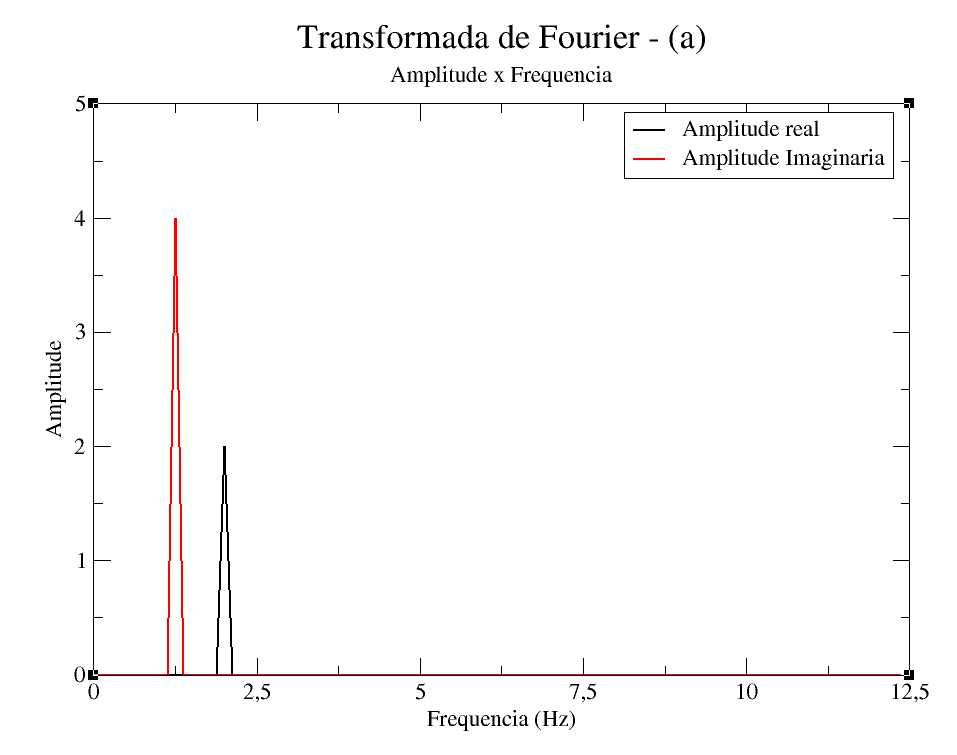 Transformada de Fourier - (a)
Amplitude x Frequencia
Amplitude real
Amplitude Imaginaria
5
4
3
2
1
0
Amplitude
0 2,5 5 7,5 10 12,5
Frequencia (Hz)